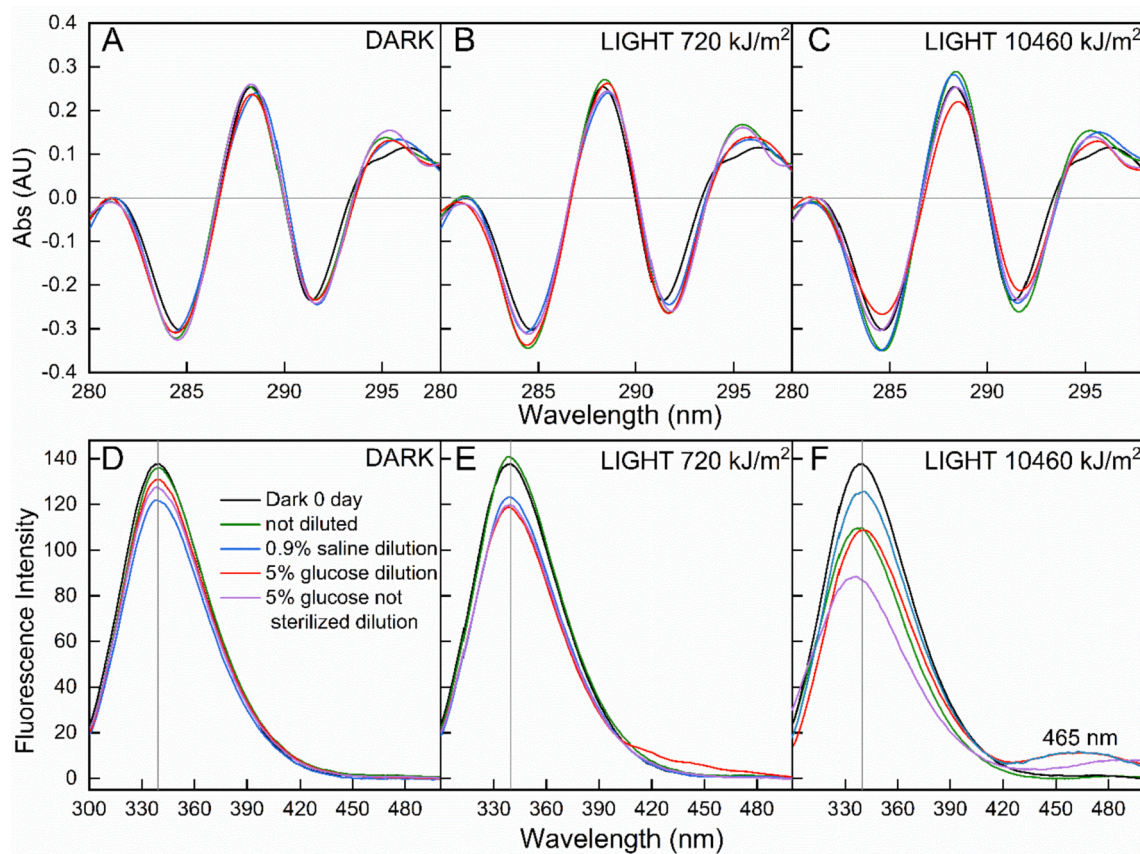 A DARK
B LIGHT 720 kJ/m²
C LIGHT 10460 kJ/m²
Abs (AU)
0.4
0.3
0.2
0.1
0.0
-0.1
-0.2
-0.3
-0.4
280 285 290 295 280 285 290 295 280 285 290 295
Wavelength (nm)
D DARK
E LIGHT 720 kJ/m²
F LIGHT 10460 kJ/m²
Fluorescence Intensity
140
120
100
80
60
40
20
0
Dark 0 day
not diluted
0.9% saline dilution
5% glucose dilution
5% glucose not
sterilized dilution
465 nm
300 330 360 390 420 450 480 330 360 390 420 450 480 330 360 390 420 450 480
Wavelength (nm)